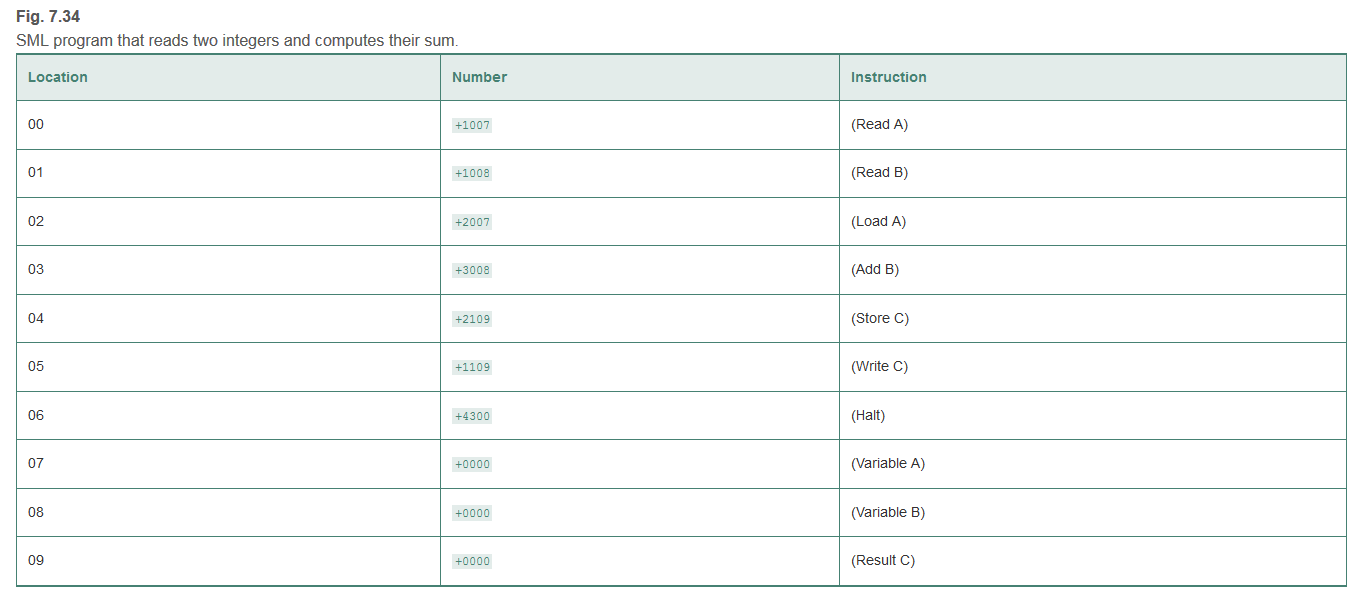 Fig. 7.34
SML program that reads two integers and computes their sum.
Location Number Instruction
00 +1007 (Read A)
01 +1008 (Read B)
02 +2007 (Load A)
03 +3008 (Add B)
04 +2109 (Store C)
05 +1109 (Write C)
06 +4300 (Halt)
07 +0000 (Variable A)
08 +0000 (Variable B)
09 +0000 (Result C)